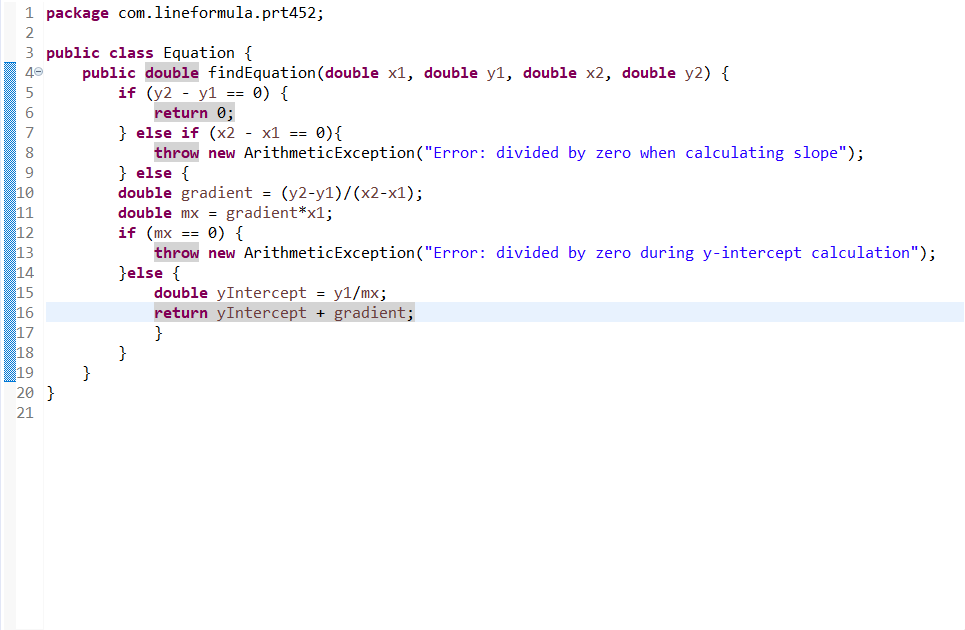 1 package com.lineformula.prt452;
2
3 public class Equation {
4 public double findEquation(double x1, double y1, double x2, double y2) {
5 if (y2 - y1 == 0) {
6 return 0;
7 } else if (x2 - x1 == 0){
8 throw new ArithmeticException("Error: divided by zero when calculating slope");
9 } else {
10 double gradient = (y2-y1)/(x2-x1);
11 double mx = gradient*x1;
12 if (mx == 0) {
13 throw new ArithmeticException("Error: divided by zero during y-intercept calculation");
14 }else {
15 double yIntercept = y1/mx;
16 return yIntercept + gradient;
17 }
18 }
19 }
20 }
21